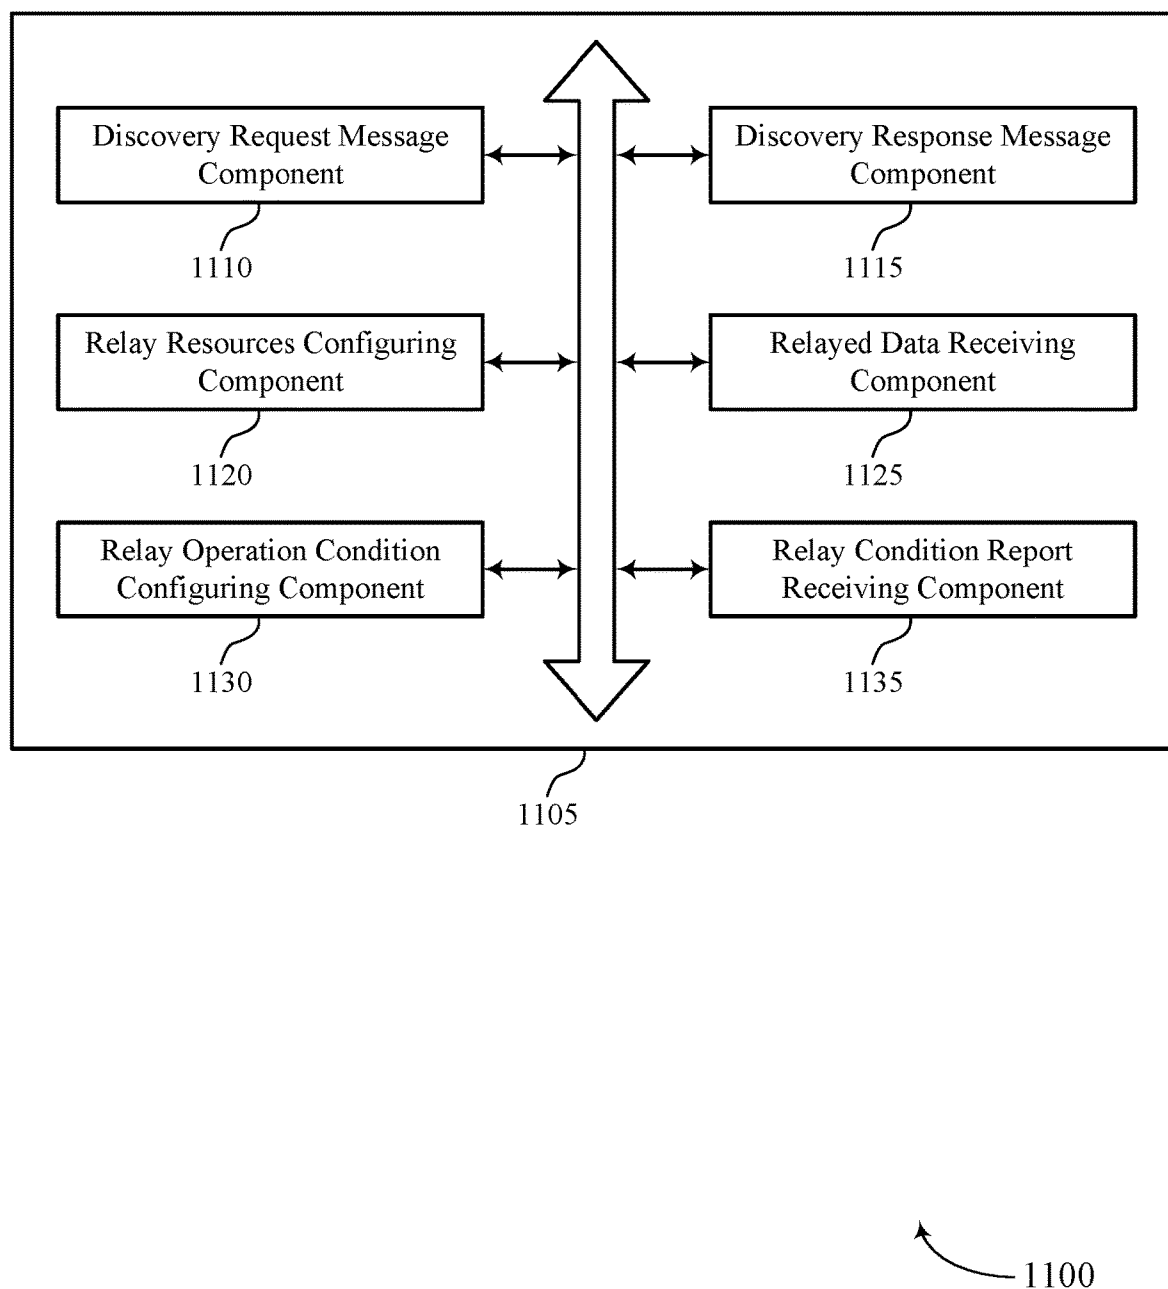 Discovery Request Message
Component
1110
Discovery Response Message
Component
1115
Relay Resources Configuring
Component
1120
Relayed Data Receiving
Component
1125
Relay Operation Condition
Configuring Component
1130
Relay Condition Report
Receiving Component
1135
1105
1100